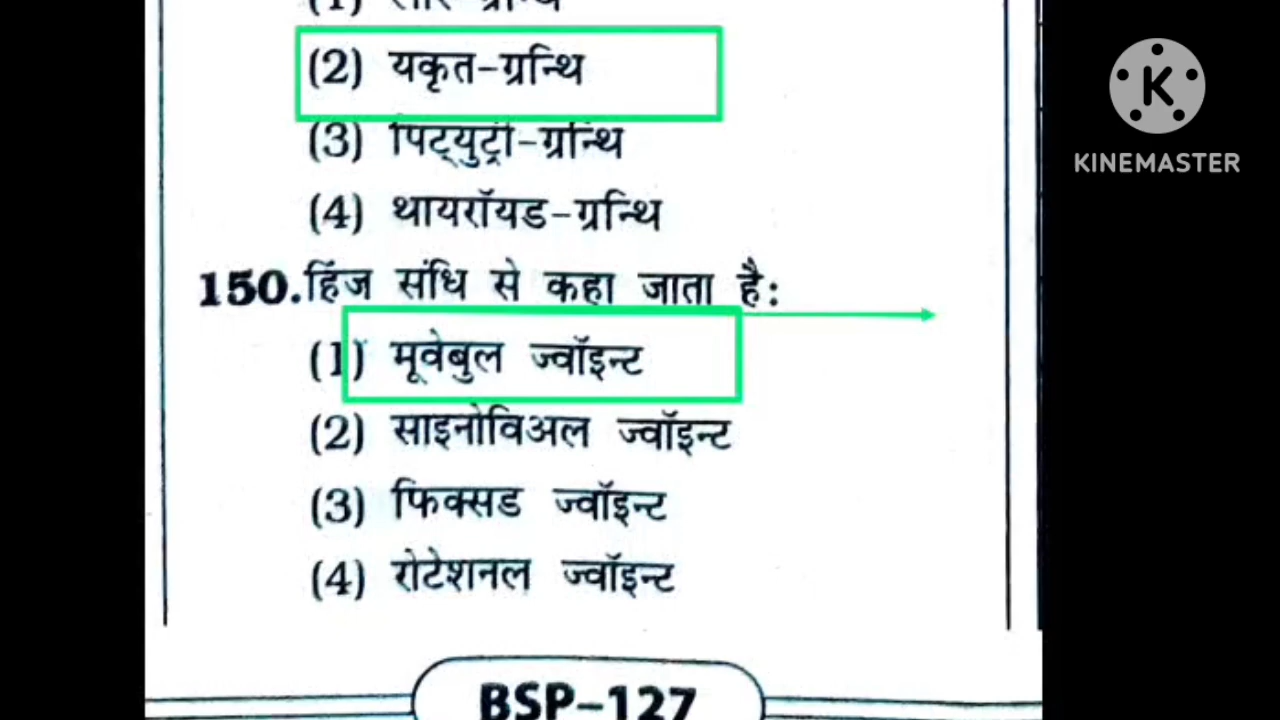 (2) यकृत-ग्रन्थि
(3) पिट्युट्री-ग्रन्थि
(4) थायरॉयड-ग्रन्थि
150. हिंज संधि से कहा जाता है:
(1) मूवेबुल ज्वॉइन्ट
(2) साइनोविअल ज्वॉइन्ट
(3) फिक्सड ज्वॉइन्ट
(4) रोटेशनल ज्वॉइन्ट
BSP-127
K
KINEMASTER